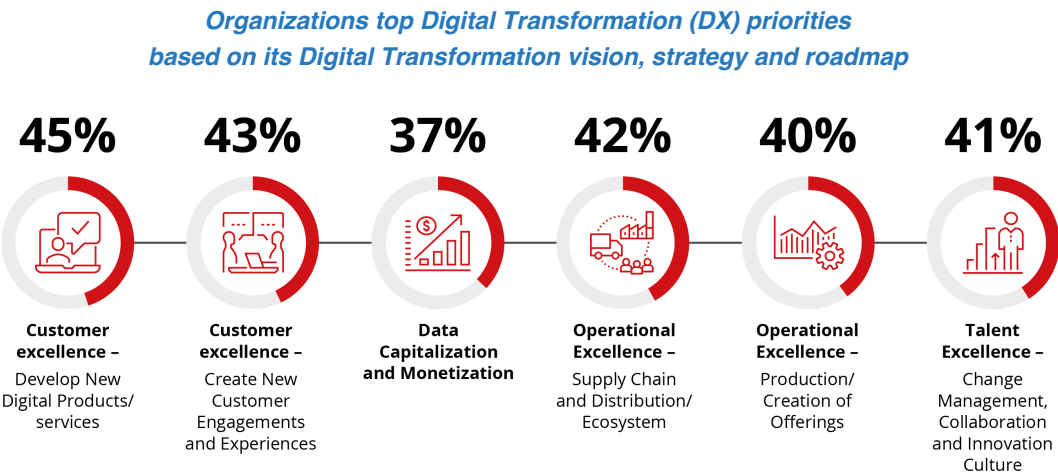 Organizations top Digital Transformation (DX) priorities
based on its Digital Transformation vision, strategy and roadmap
45%
43%
37%
42%
40%
41%
$
Customer
excellence –
Develop New
Digital Products/
services
Customer
excellence –
Create New
Customer
Engagements
and Experiences
Data
Capitalization
and Monetization
Operational
Excellence –
Supply Chain
and Distribution/
Ecosystem
Operational
Excellence –
Production/
Creation of
Offerings
Talent
Excellence –
Change
Management,
Collaboration
and Innovation
Culture